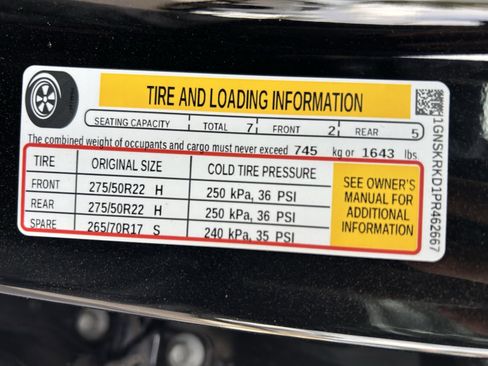 TIRE AND LOADING INFORMATION
SEATING CAPACITY TOTAL 7 FRONT 2 REAR 5
The combined weight of occupants and cargo must never exceed 745 kg or 1643 lbs
TIRE ORIGINAL SIZE COLD TIRE PRESSURE
FRONT 275/50R22 H 250 kPa, 36 PSI
REAR 275/50R22 H 250 kPa, 36 PSI
SPARE 265/70R17 S 240 kPa, 35 PSI
SEE OWNER'S
MANUAL FOR
ADDITIONAL
INFORMATION
1GNSKRKD1PR462667